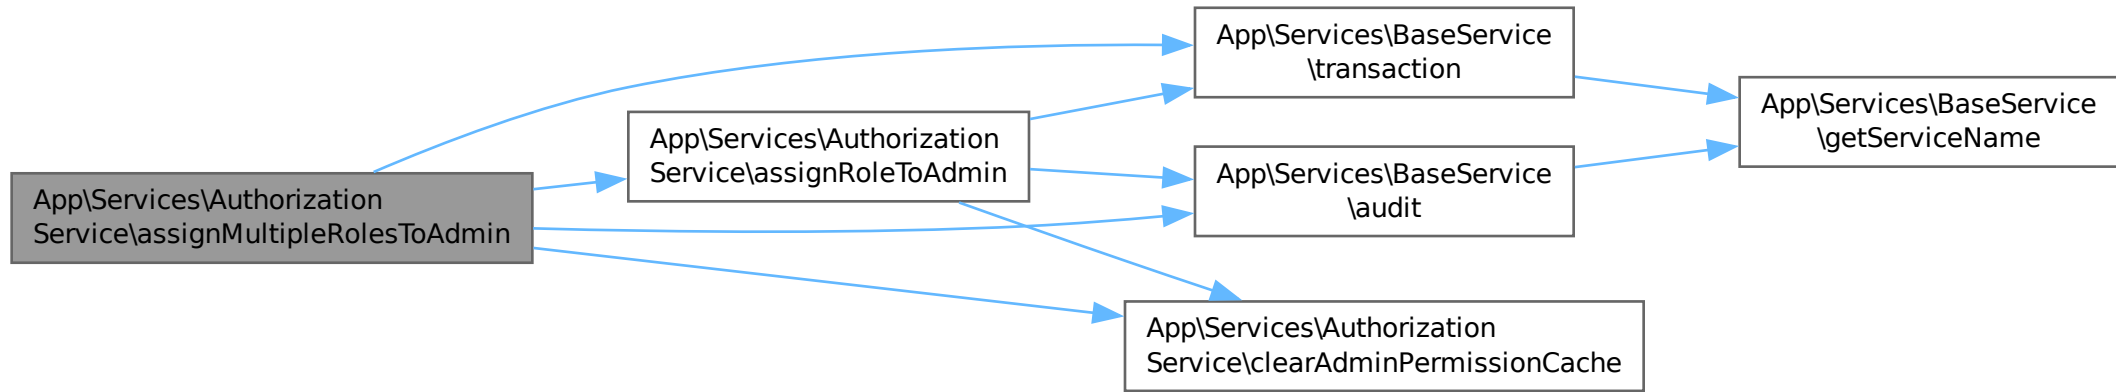 App\Services\Authorization
Service\assignMultipleRolesToAdmin
App\Services\Authorization
Service\assignRoleToAdmin
App\Services\BaseService
\transaction
App\Services\BaseService
\audit
App\Services\Authorization
Service\clearAdminPermissionCache
App\Services\BaseService
\getServiceName